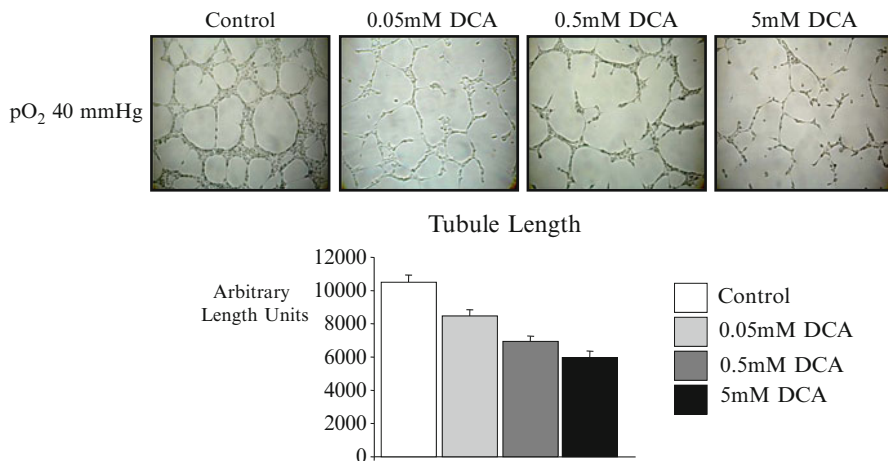 Control 0.05mM DCA 0.5mM DCA 5mM DCA
pO₂ 40 mmHg
Tubule Length
Arbitrary
Length Units
12000
10000
8000
6000
4000
2000
0
Control
0.05mM DCA
0.5mM DCA
5mM DCA